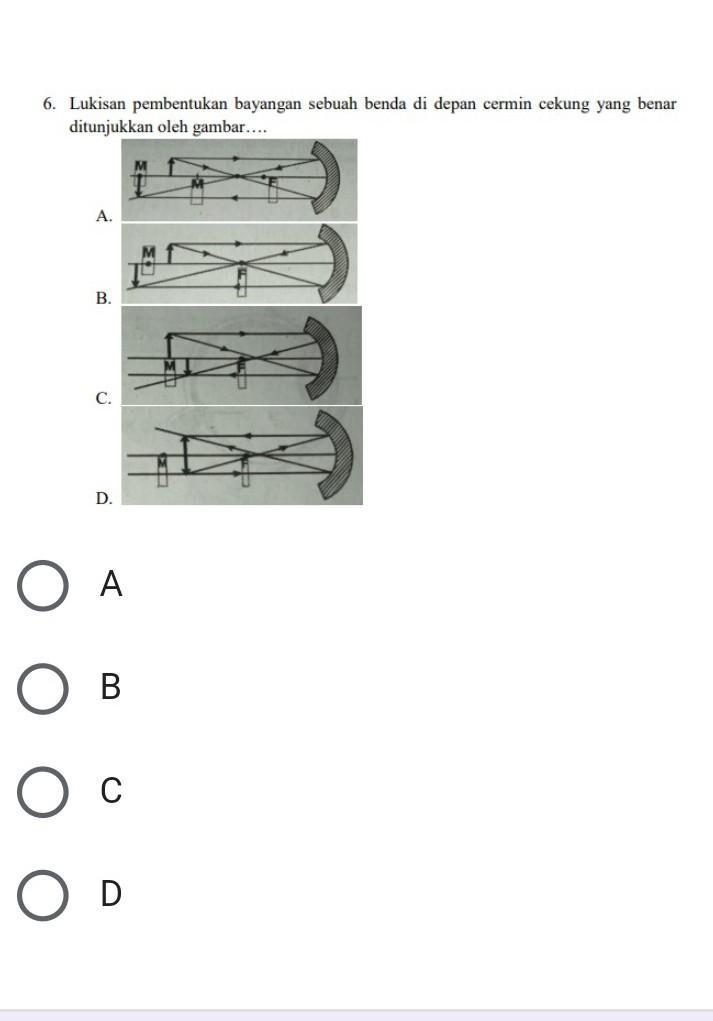 6. Lukisan pembentukan bayangan sebuah benda di depan cermin cekung yang benar
ditunjukkan oleh gambar....
M
M
F
A.
M
F
B.
M
F
C.
M
F
D.
A
B
C
D